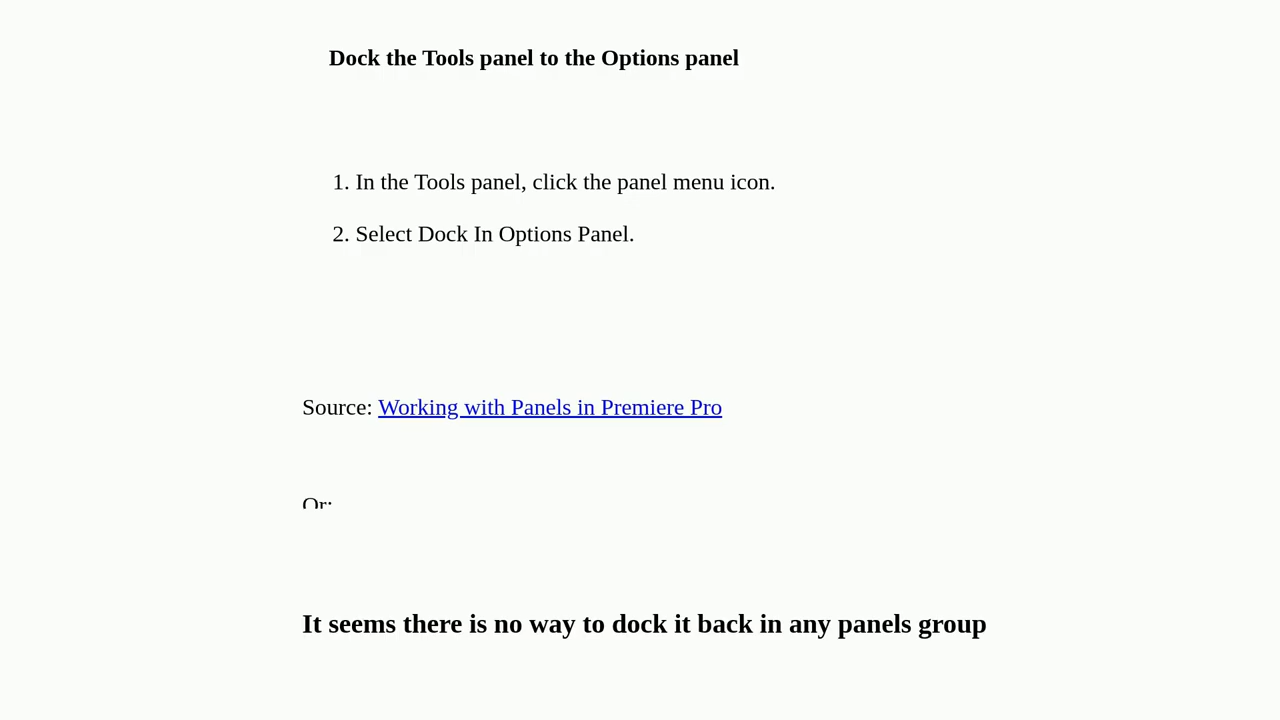 Dock the Tools panel to the Options panel
1. In the Tools panel, click the panel menu icon.
2. Select Dock In Options Panel.
Source: Working with Panels in Premiere Pro
Or:
It seems there is no way to dock it back in any panels group